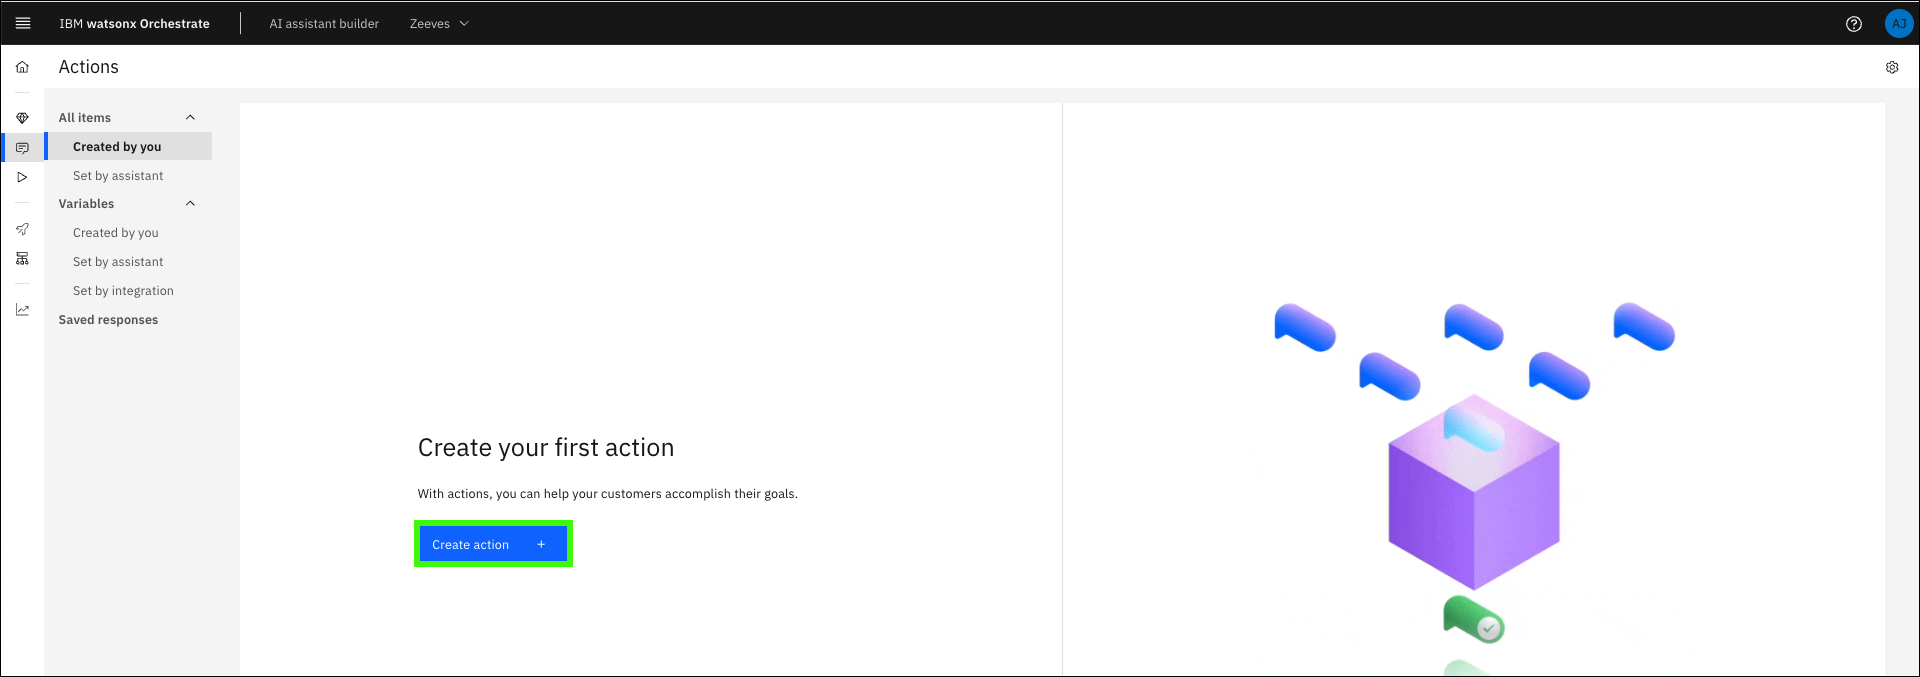 IBM watsonx Orchestrate
AI assistant builder
Zeeves
AJ
Actions
All items
Created by you
Set by assistant
Variables
Created by you
Set by assistant
Set by integration
Saved responses
Create your first action
With actions, you can help your customers accomplish their goals.
Create action +